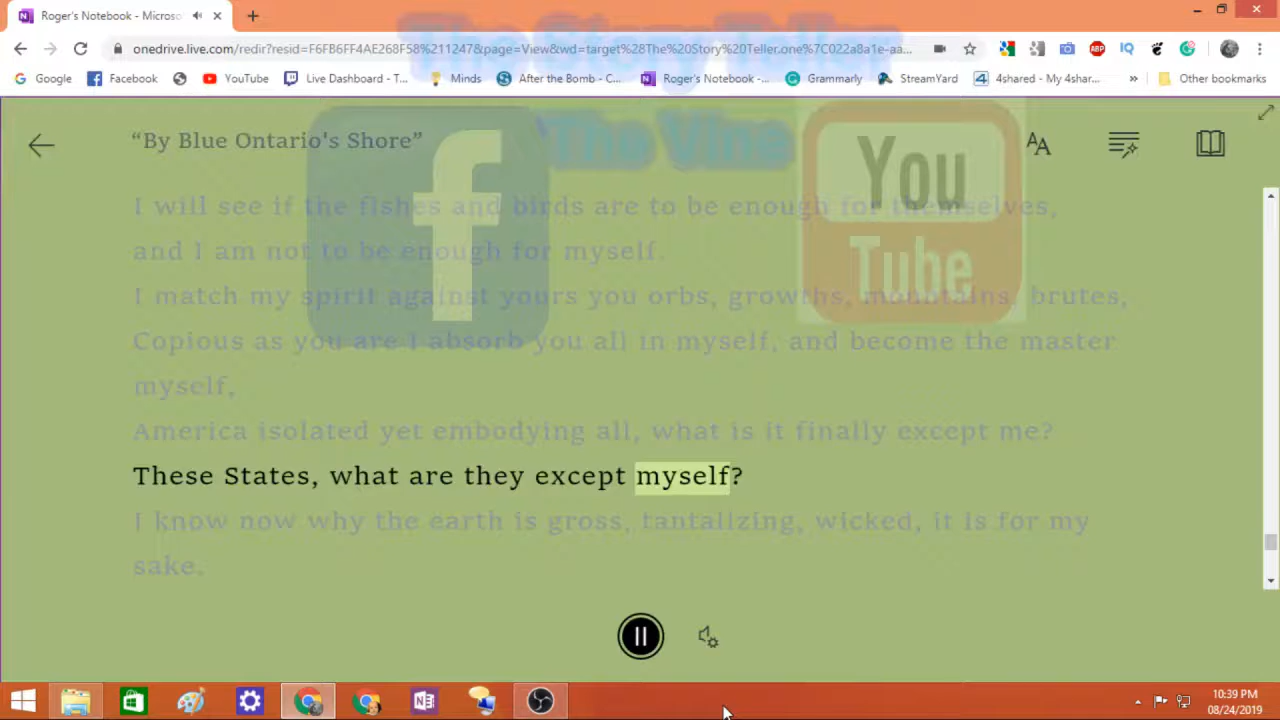 Roger's Notebook - Microso
onedrive.live.com/redir?resid=F6FB6FF4AE268F58%211247&page=View&wd=target%28The%20Story%20Teller.one%7C022a8a1e-aa...
Google Facebook YouTube Live Dashboard - T... Minds After the Bomb - C... Roger's Notebook -... Grammarly StreamYard 4shared - My 4shar... » Other bookmarks
The Story Teller
The Vine
f
You
Tube
“By Blue Ontario's Shore”
I will see if the fishes and birds are to be enough for themselves,
and I am not to be enough for myself.
I match my spirit against yours you orbs, growths, mountains, brutes,
Copious as you are I absorb you all in myself, and become the master
myself,
America isolated yet embodying all, what is it finally except me?
These States, what are they except myself?
I know now why the earth is gross, tantalizing, wicked, it is for my
sake.
10:39 PM
08/24/2019